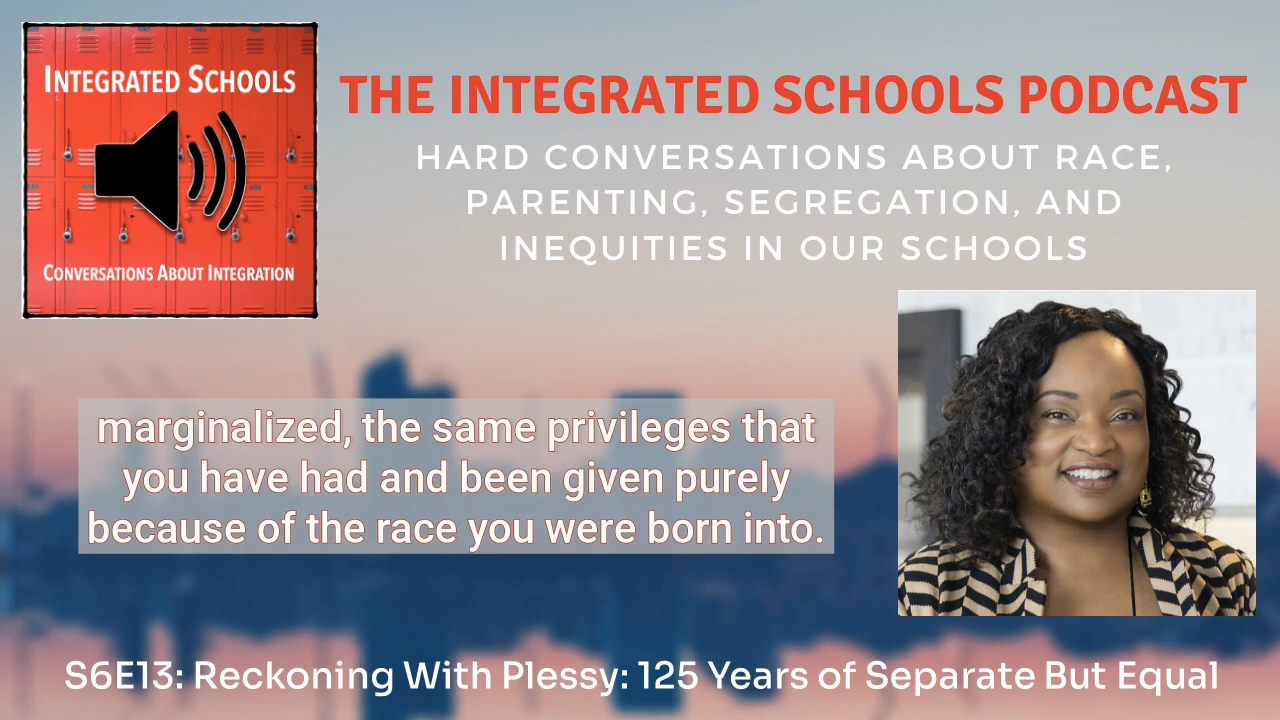 INTEGRATED SCHOOLS
CONVERSATIONS ABOUT INTEGRATION
THE INTEGRATED SCHOOLS PODCAST
HARD CONVERSATIONS ABOUT RACE,
PARENTING, SEGREGATION, AND
INEQUITIES IN OUR SCHOOLS
marginalized, the same privileges that
you have had and been given purely
because of the race you were born into.
S6E13: Reckoning With Plessy: 125 Years of Separate But Equal